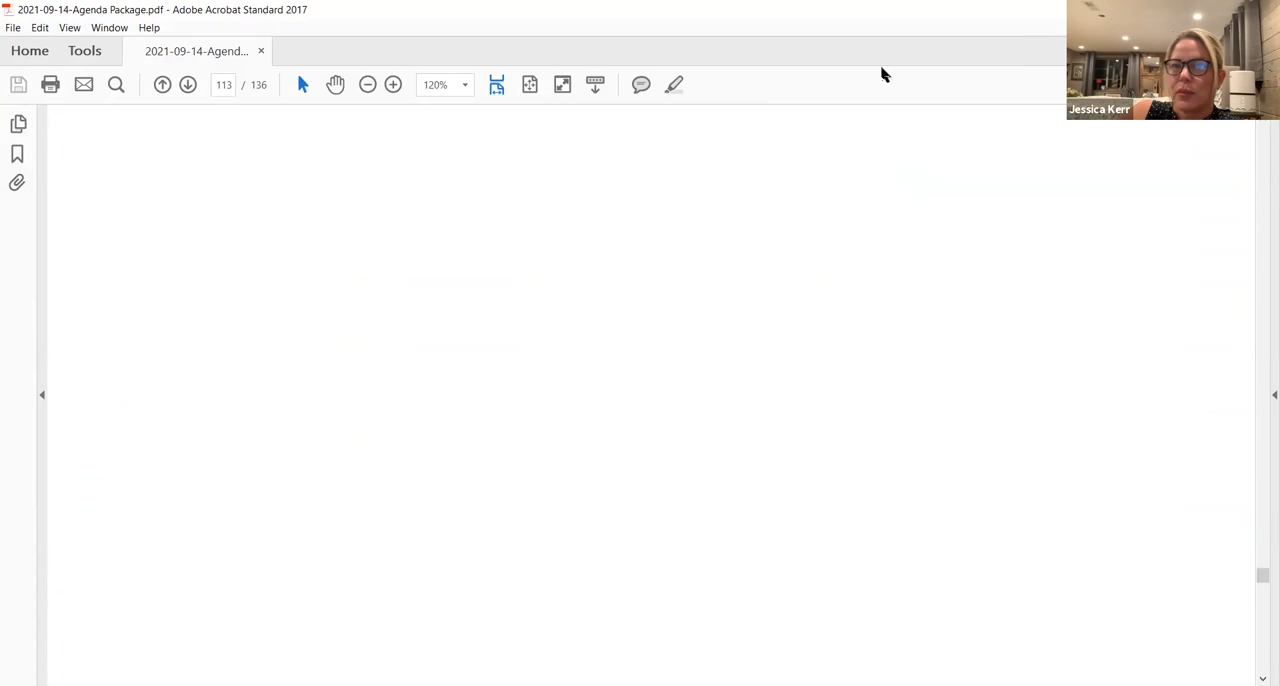 2021-09-14-Agenda Package.pdf - Adobe Acrobat Standard 2017
File Edit View Window Help
Home Tools 2021-09-14-Agend... ×
113 / 136 120%
Jessica Kerr